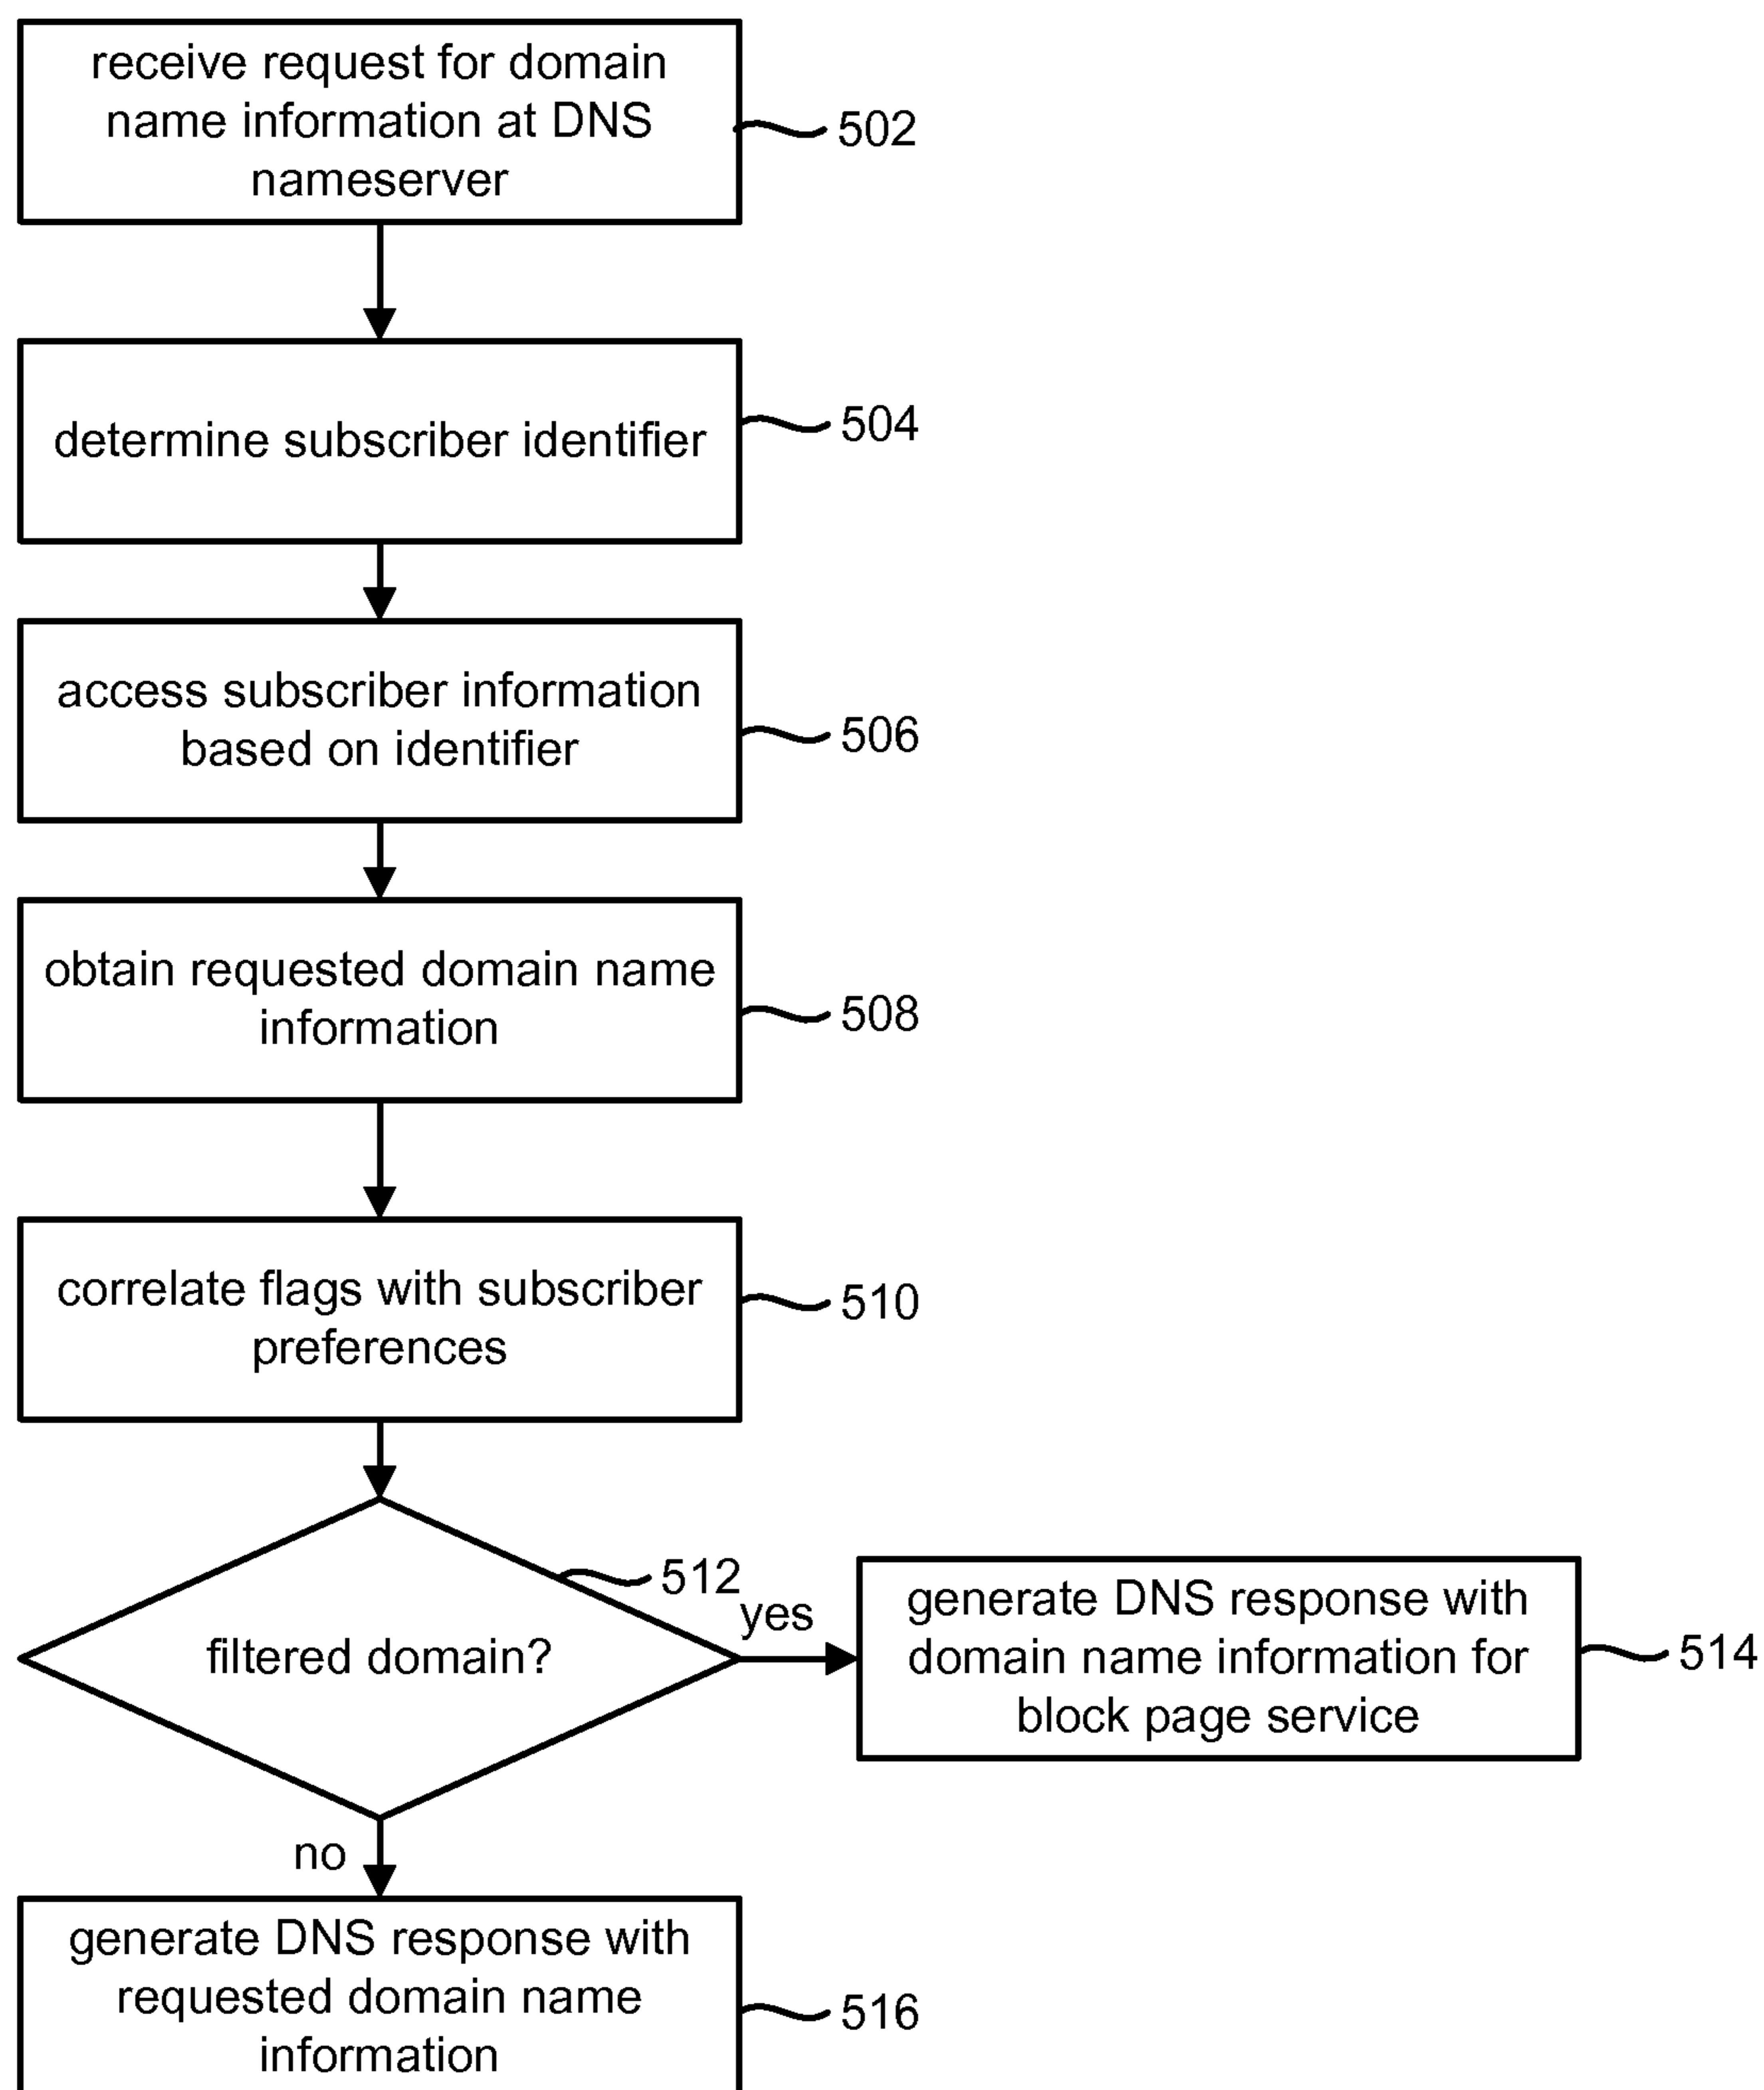 receive request for domain
name information at DNS
nameserver
502
determine subscriber identifier
504
access subscriber information
based on identifier
506
obtain requested domain name
information
508
correlate flags with subscriber
preferences
510
filtered domain?
512
yes
generate DNS response with
domain name information for
block page service
514
no
generate DNS response with
requested domain name
information
516